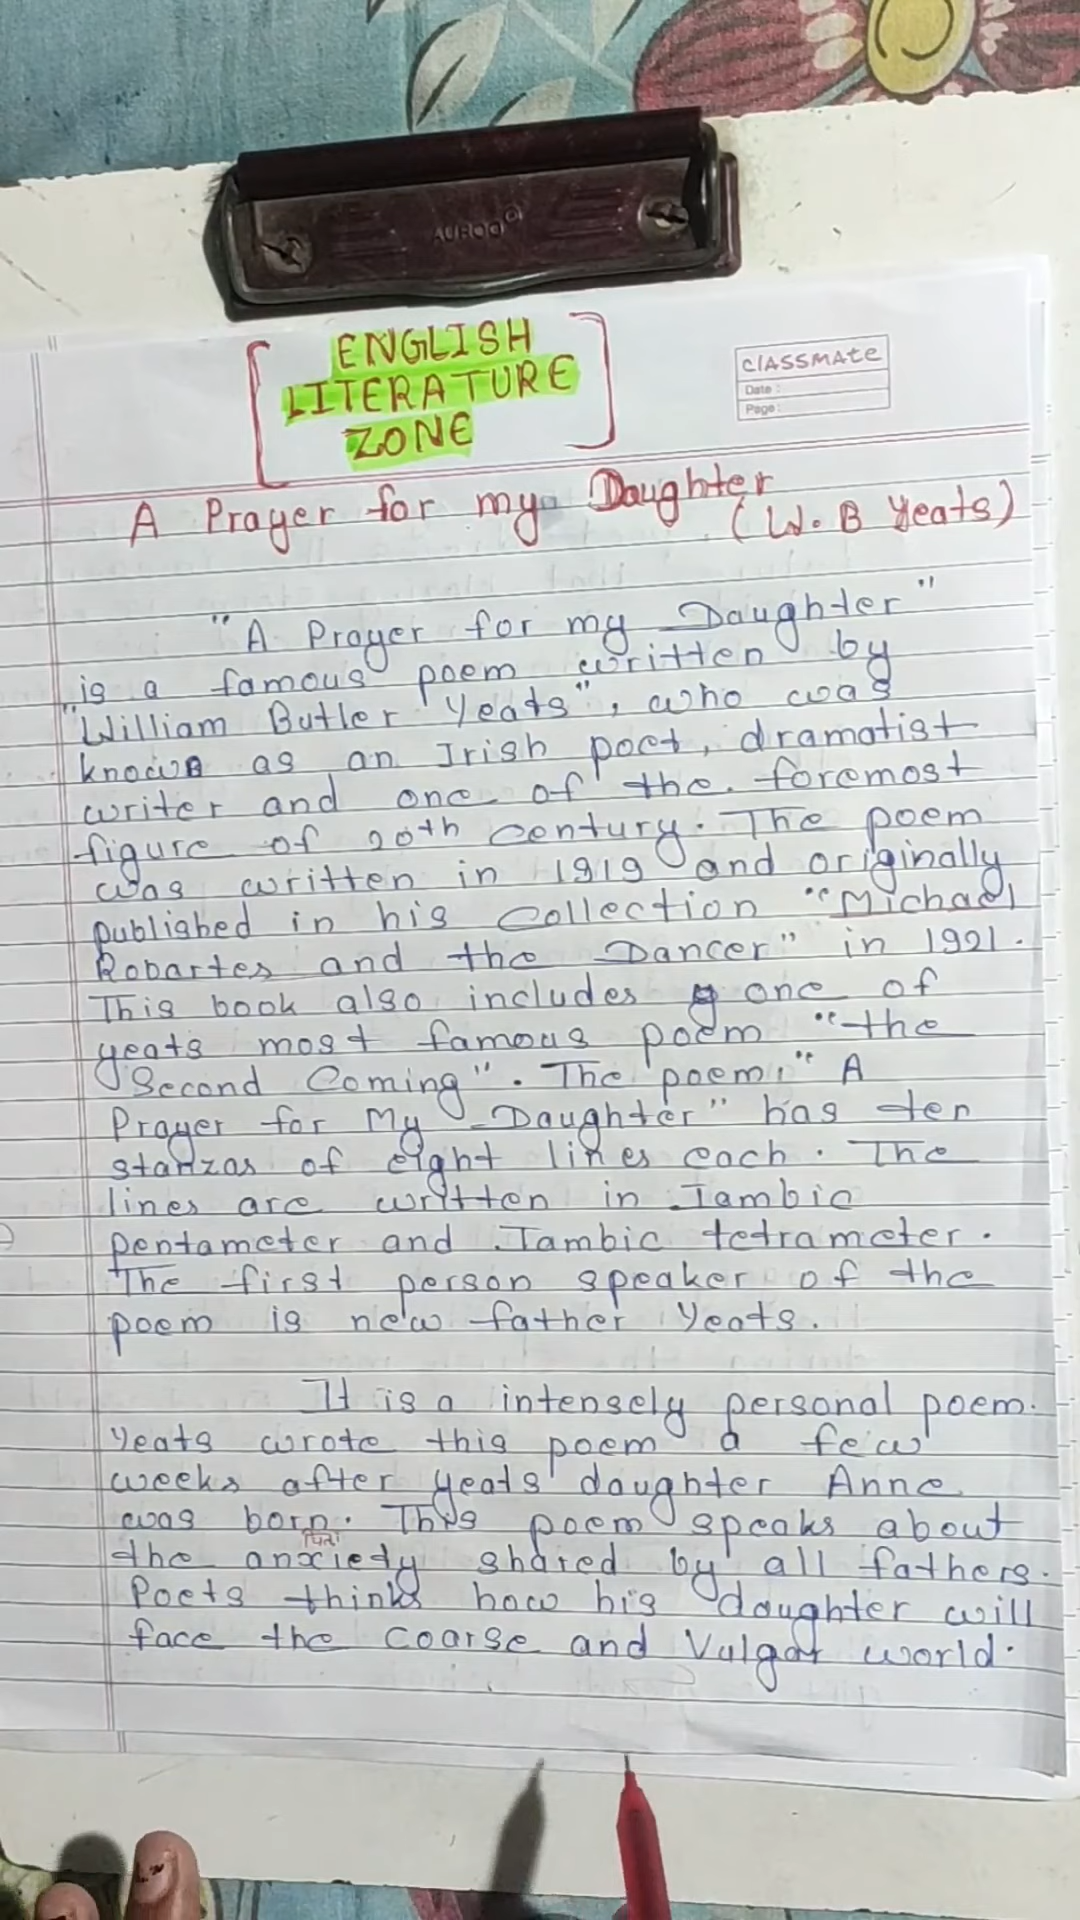 AUROO
ENGLISH
LITERATURE
ZONE
CLASSMATE
Date :
Page :
A Prayer for my Daughter
(W. B Yeats)
"A Prayer for my Daughter"
is a famous poem written by
"William Butler Yeats", who was
known as an Irish poet, dramatist
writer and one of the foremost
figure of 20th century. The poem
was written in 1919 and originally
published in his collection "Michael
Robartes and the Dancer" in 1921.
This book also includes one of
yeats most famous poem "the
Second Coming". The poem, "A
Prayer for My Daughter" has ten
stanzas of eight lines each. The
lines are written in Iambic
pentameter and Iambic tetrameter.
The first person speaker of the
poem is new father Yeats.
It is a intensely personal poem.
Yeats wrote this poem a few
weeks after yeats daughter Anne
was born. This poem speaks about
the anxiety shared by all fathers.
Poets thinks how his daughter will
face the coarse and Vulgar world.